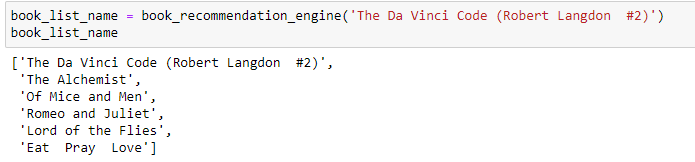 book_list_name = book_recommendation_engine('The Da Vinci Code (Robert Langdon  #2)')
book_list_name
['The Da Vinci Code (Robert Langdon  #2)',
 'The Alchemist',
 'Of Mice and Men',
 'Romeo and Juliet',
 'Lord of the Flies',
 'Eat  Pray  Love']